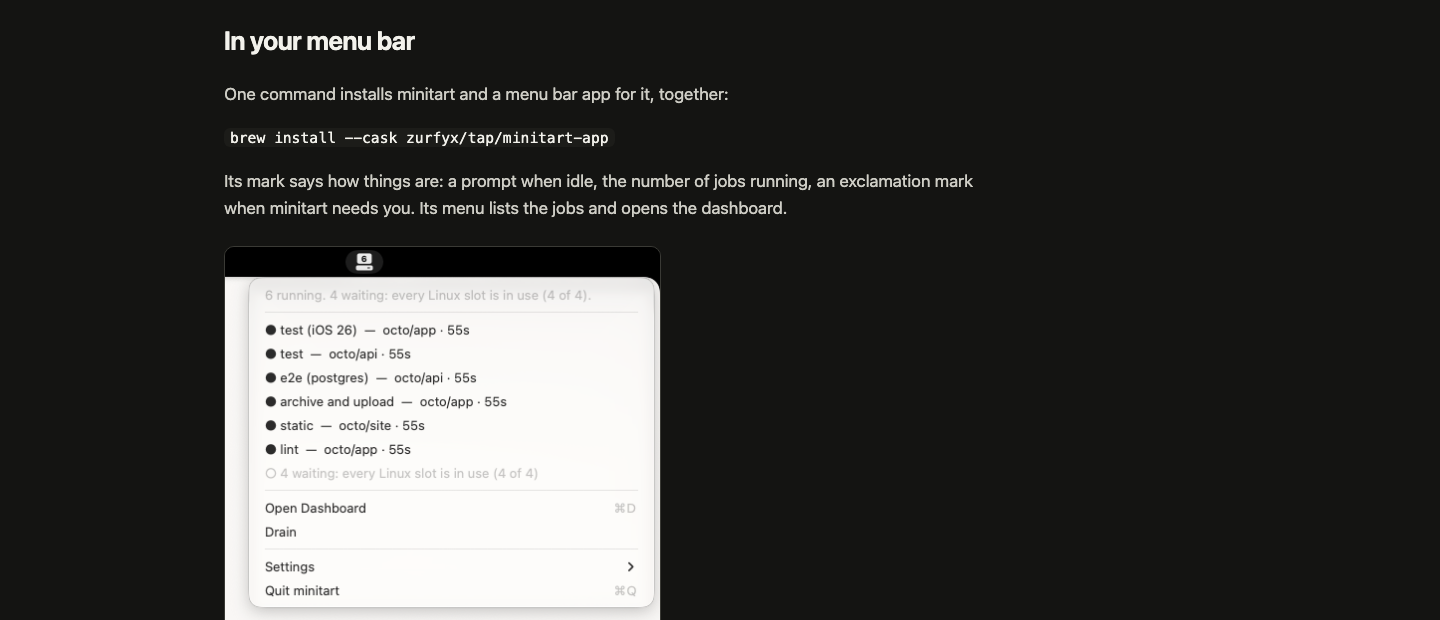 In your menu bar
One command installs minitart and a menu bar app for it, together:
brew install --cask zurfyx/tap/minitart-app
Its mark says how things are: a prompt when idle, the number of jobs running, an exclamation mark
when minitart needs you. Its menu lists the jobs and opens the dashboard.
6
6 running. 4 waiting: every Linux slot is in use (4 of 4).
● test (iOS 26) — octo/app · 55s
● test — octo/api · 55s
● e2e (postgres) — octo/api · 55s
● archive and upload — octo/app · 55s
● static — octo/site · 55s
● lint — octo/app · 55s
○ 4 waiting: every Linux slot is in use (4 of 4)
Open Dashboard ⌘D
Drain
Settings >
Quit minitart ⌘Q